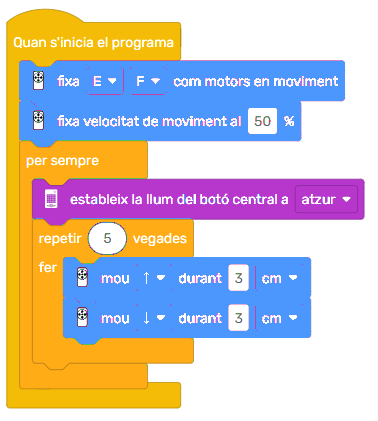 Quan s'inicia el programa
fixa E F com motors en moviment
fixa velocitat de moviment al 50 %
per sempre
estableix la llum del botó central a atzur
repetir 5 vegades
fer
mou ↑ durant 3 cm
mou ↓ durant 3 cm